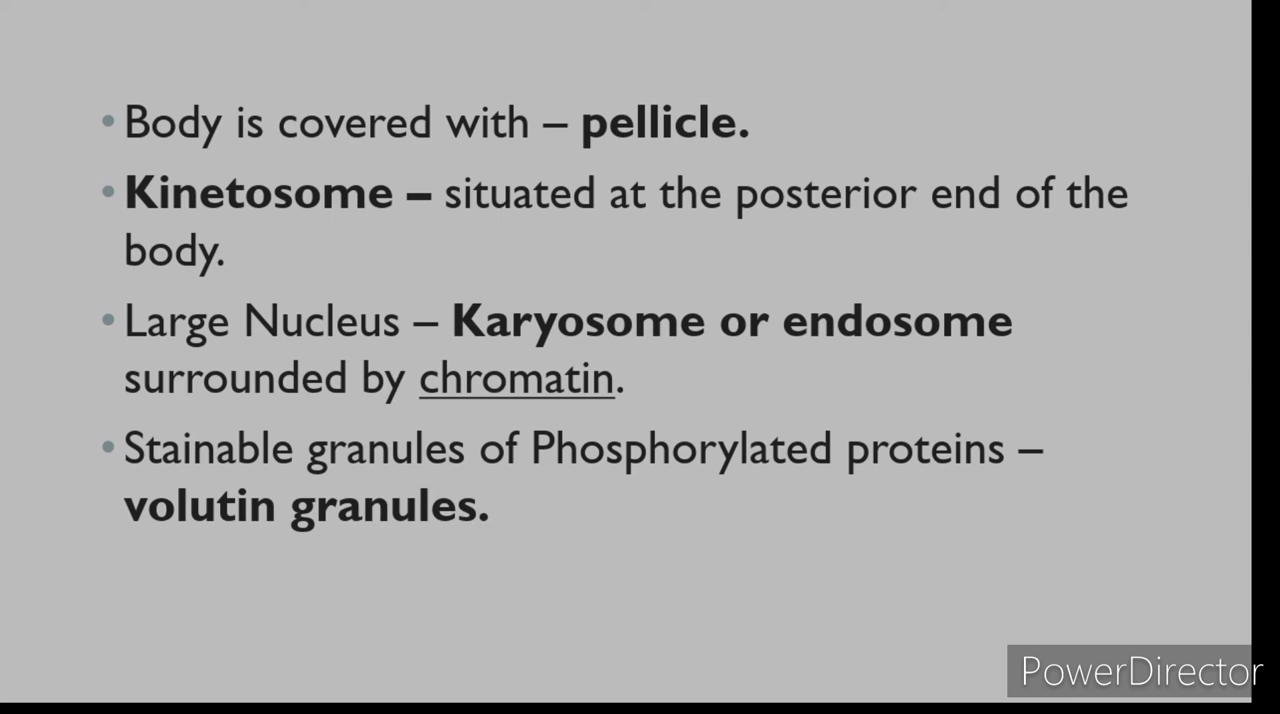 • Body is covered with – pellicle.
• Kinetosome – situated at the posterior end of the
body.
• Large Nucleus – Karyosome or endosome
surrounded by chromatin.
• Stainable granules of Phosphorylated proteins –
volutin granules.
PowerDirector